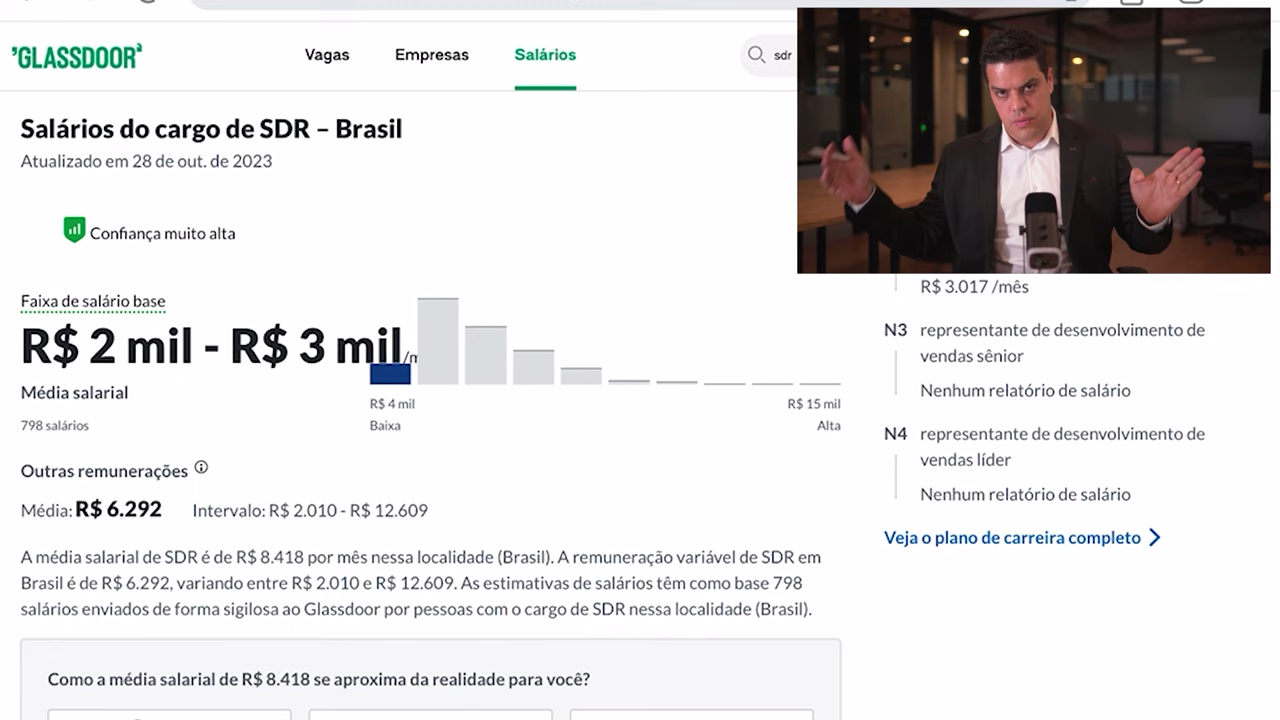 GLASSDOOR
Vagas
Empresas
Salários
sdr
Salários do cargo de SDR – Brasil
Atualizado em 28 de out. de 2023
Confiança muito alta
Faixa de salário base
R$ 2 mil - R$ 3 mil
Média salarial
798 salários
R$ 4 mil
Baixa
R$ 15 mil
Alta
Outras remunerações
Média: R$ 6.292
Intervalo: R$ 2.010 - R$ 12.609
A média salarial de SDR é de R$ 8.418 por mês nessa localidade (Brasil). A remuneração variável de SDR em
Brasil é de R$ 6.292, variando entre R$ 2.010 e R$ 12.609. As estimativas de salários têm como base 798
salários enviados de forma sigilosa ao Glassdoor por pessoas com o cargo de SDR nessa localidade (Brasil).
Como a média salarial de R$ 8.418 se aproxima da realidade para você?
R$ 3.017 /mês
N3 representante de desenvolvimento de
vendas sênior
Nenhum relatório de salário
N4 representante de desenvolvimento de
vendas líder
Nenhum relatório de salário
Veja o plano de carreira completo